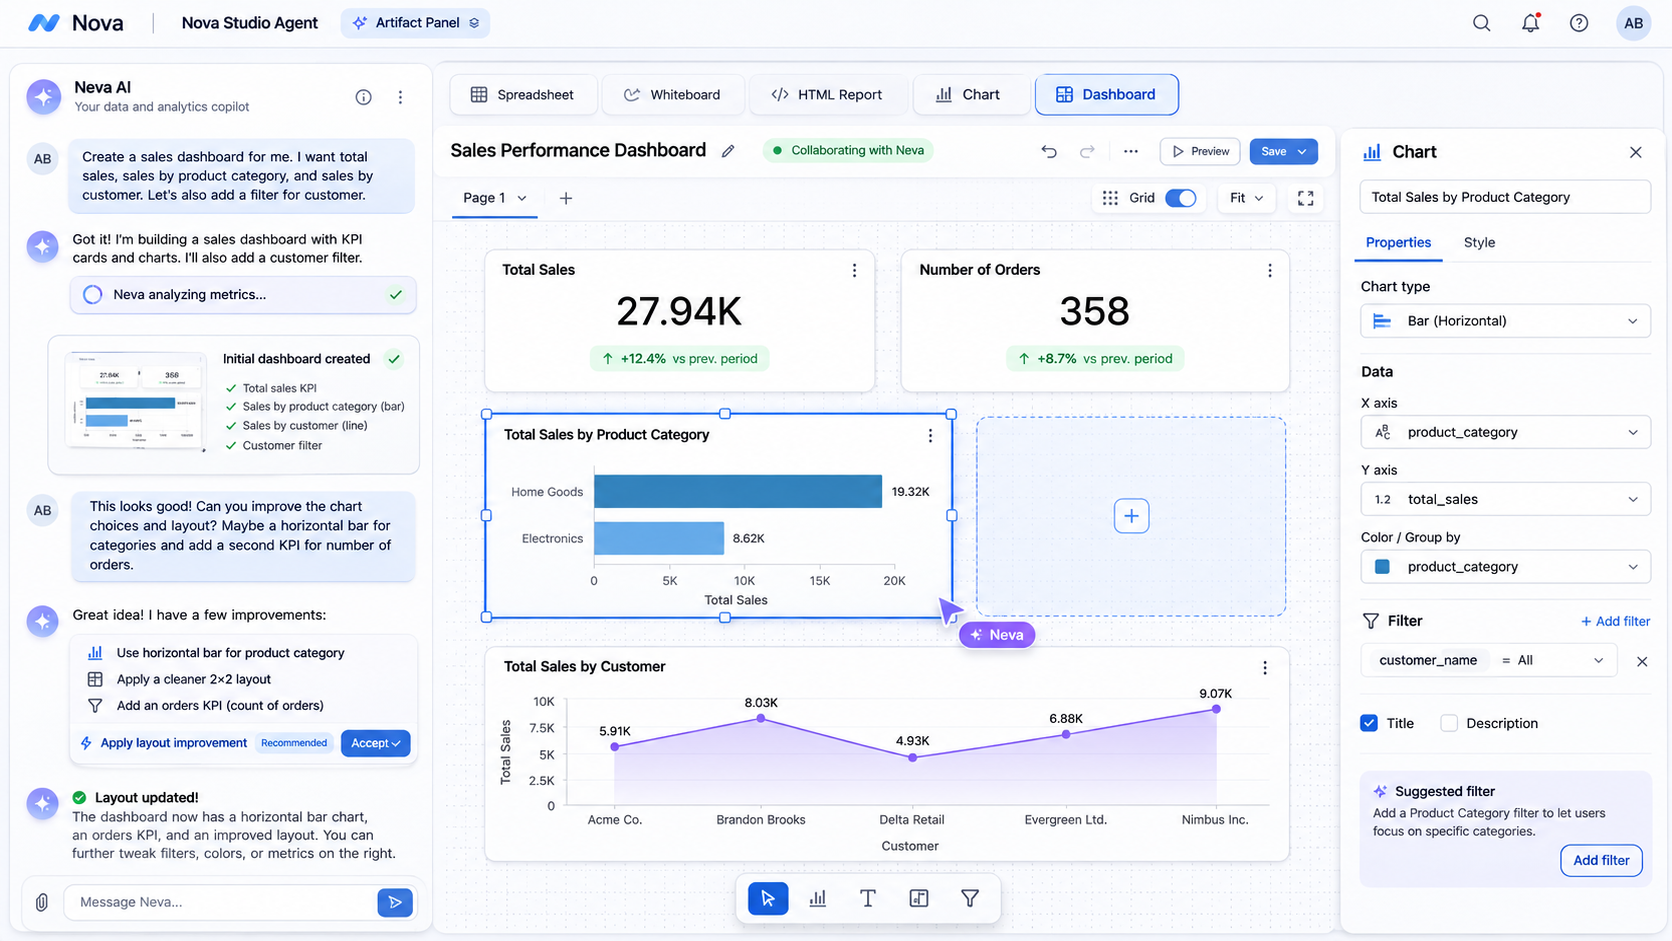 Nova
Nova Studio Agent
Artifact Panel
AB
Neva AI
Your data and analytics copilot
AB
Create a sales dashboard for me. I want total
sales, sales by product category, and sales by
customer. Let's also add a filter for customer.
Got it! I'm building a sales dashboard with KPI
cards and charts. I'll also add a customer filter.
Neva analyzing metrics...
27.94K
358
Initial dashboard created
Total sales KPI
Sales by product category (bar)
Sales by customer (line)
Customer filter
AB
This looks good! Can you improve the chart
choices and layout? Maybe a horizontal bar for
categories and add a second KPI for number of
orders.
Great idea! I have a few improvements:
Use horizontal bar for product category
Apply a cleaner 2×2 layout
Add an orders KPI (count of orders)
Apply layout improvement
Recommended
Accept
Layout updated!
The dashboard now has a horizontal bar chart,
an orders KPI, and an improved layout. You can
further tweak filters, colors, or metrics on the right.
Message Neva...
Spreadsheet
Whiteboard
</> HTML Report
Chart
Dashboard
Sales Performance Dashboard
Collaborating with Neva
Preview
Save
Page 1
Grid
Fit
Total Sales
27.94K
+12.4% vs prev. period
Number of Orders
358
+8.7% vs prev. period
Total Sales by Product Category
Home Goods
19.32K
Electronics
8.62K
0 5K 10K 15K 20K
Total Sales
Neva
Total Sales by Customer
Total Sales
10K
7.5K
5K
2.5K
0
5.91K
8.03K
4.93K
6.88K
9.07K
Acme Co. Brandon Brooks Delta Retail Evergreen Ltd. Nimbus Inc.
Customer
T
Chart
Total Sales by Product Category
Properties
Style
Chart type
Bar (Horizontal)
Data
X axis
ABC product_category
Y axis
1.2 total_sales
Color / Group by
product_category
Filter
+ Add filter
customer_name = All
Title
Description
Suggested filter
Add a Product Category filter to let users
focus on specific categories.
Add filter